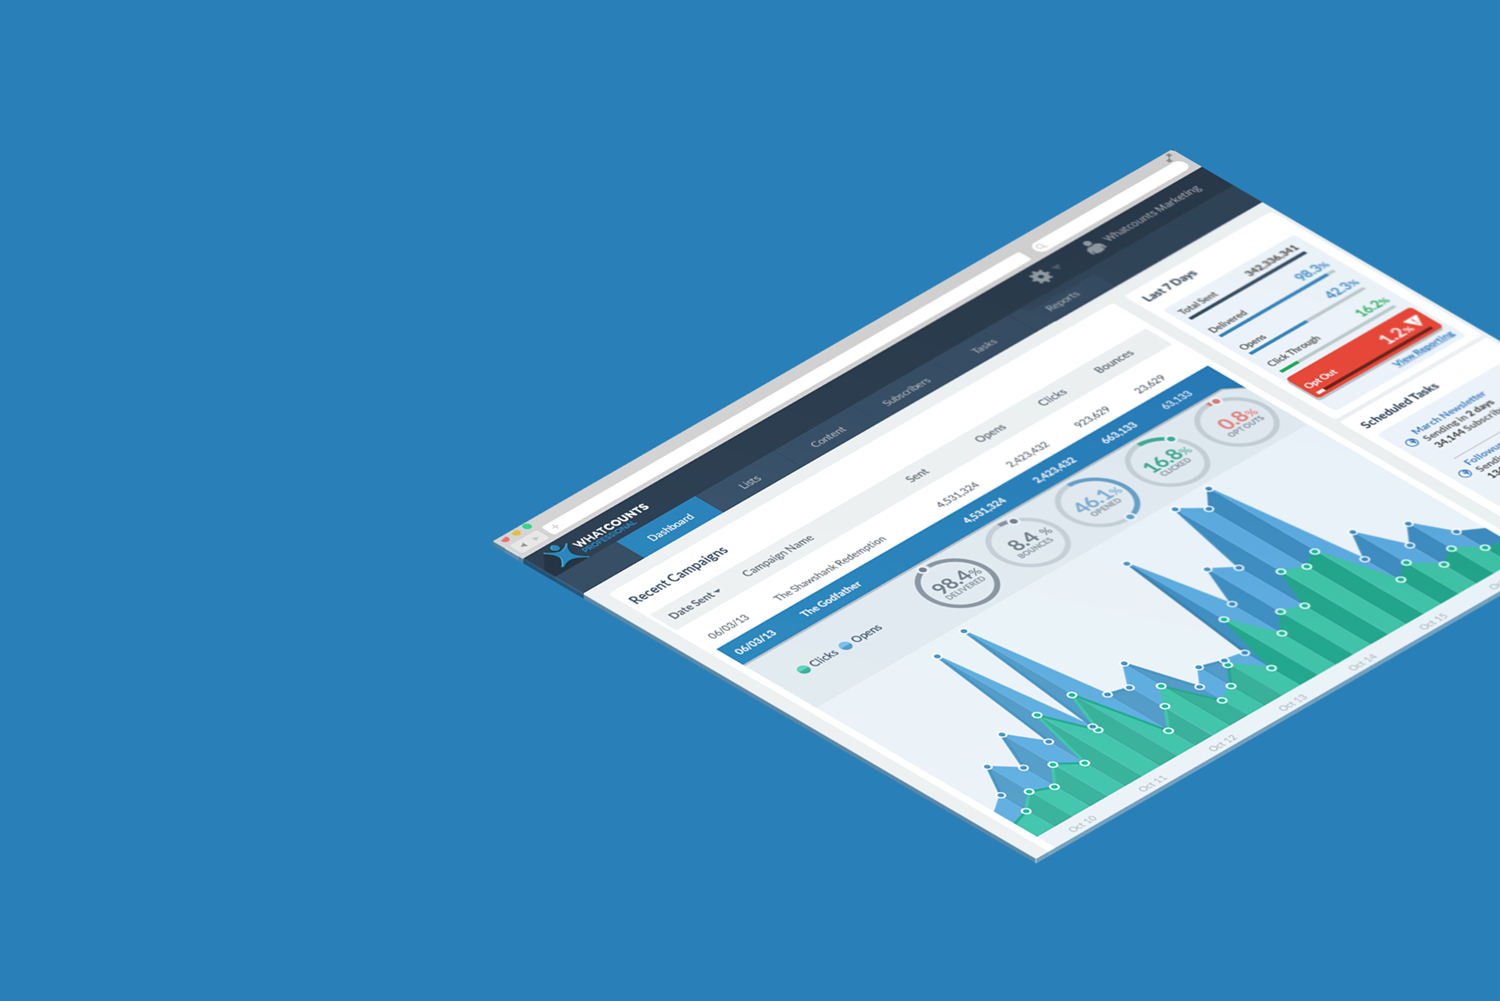 Whatcounts Marketing
WHATCOUNTS
PROFESSIONAL
Dashboard
Lists
Content
Subscribers
Tasks
Reports
Recent Campaigns
Date Sent
Campaign Name
Sent
Opens
Clicks
Bounces
06/03/13
The Shawshank Redemption
4,531,324
2,423,432
923,629
23,629
06/03/13
The Godfather
4,531,324
2,423,432
663,133
63,133
98.4%
DELIVERED
8.4 %
BOUNCES
46.1%
OPENED
16.8%
CLICKED
0.8%
OPT OUTS
Clicks
Opens
Oct 10
Oct 11
Oct 12
Oct 13
Oct 14
Oct 15
Last 7 Days
Total Sent
342,336,341
Delivered
98.3%
Opens
42.3%
Click Through
16.2%
Opt Out
1.2%
View Reporting
Scheduled Tasks
March Newsletter
Sending in 2 days
34,144 Subscrib
Followu
Sendi